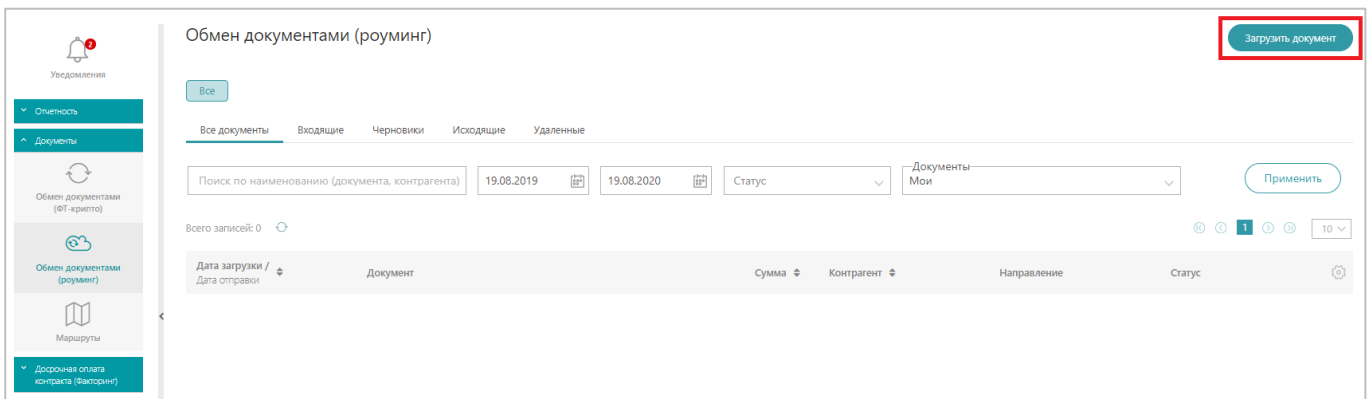 2
Уведомления
Отчетность
Документы
Обмен документами
(ФТ-крипто)
Обмен документами
(роуминг)
Маршруты
Досрочная оплата
контракта (Факторинг)
Обмен документами (роуминг)
Загрузить документ
Все
Все документы Входящие Черновики Исходящие Удаленные
Документы
Поиск по наименованию (документа, контрагента) 19.08.2019 19.08.2020 Статус Мои Применить
Всего записей: 0 1 10
Дата загрузки / Дата отправки Документ Сумма Контрагент Направление Статус